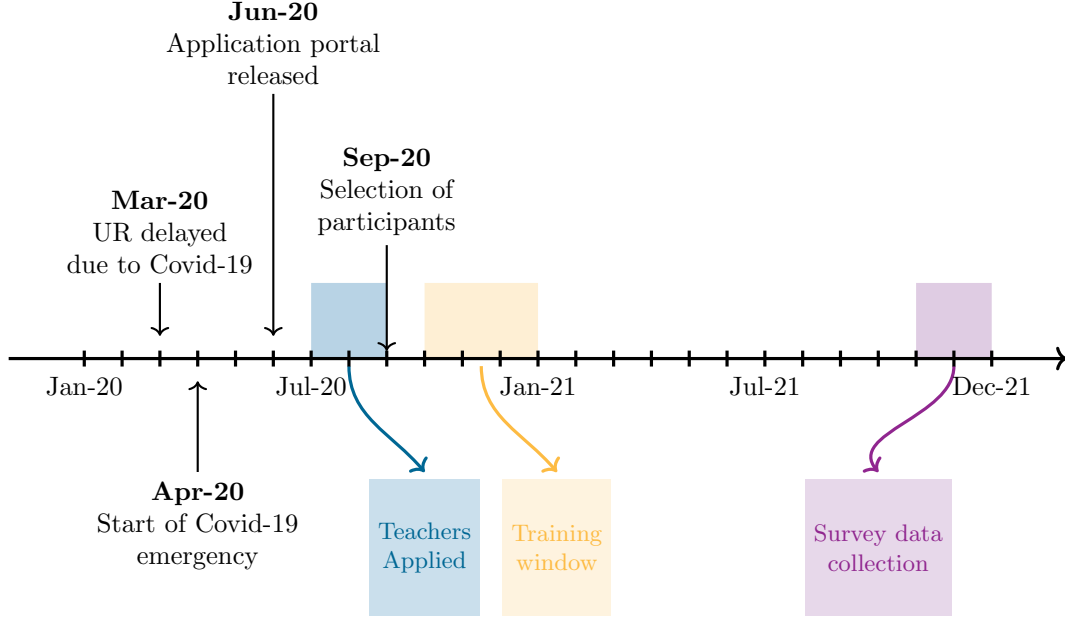 Jun-20
Application portal
released
Sep-20
Selection of
participants
Mar-20
UR delayed
due to Covid-19
Jan-20
Jul-20
Jan-21
Jul-21
Dec-21
Apr-20
Start of Covid-19
emergency
Teachers
Applied
Training
window
Survey data
collection